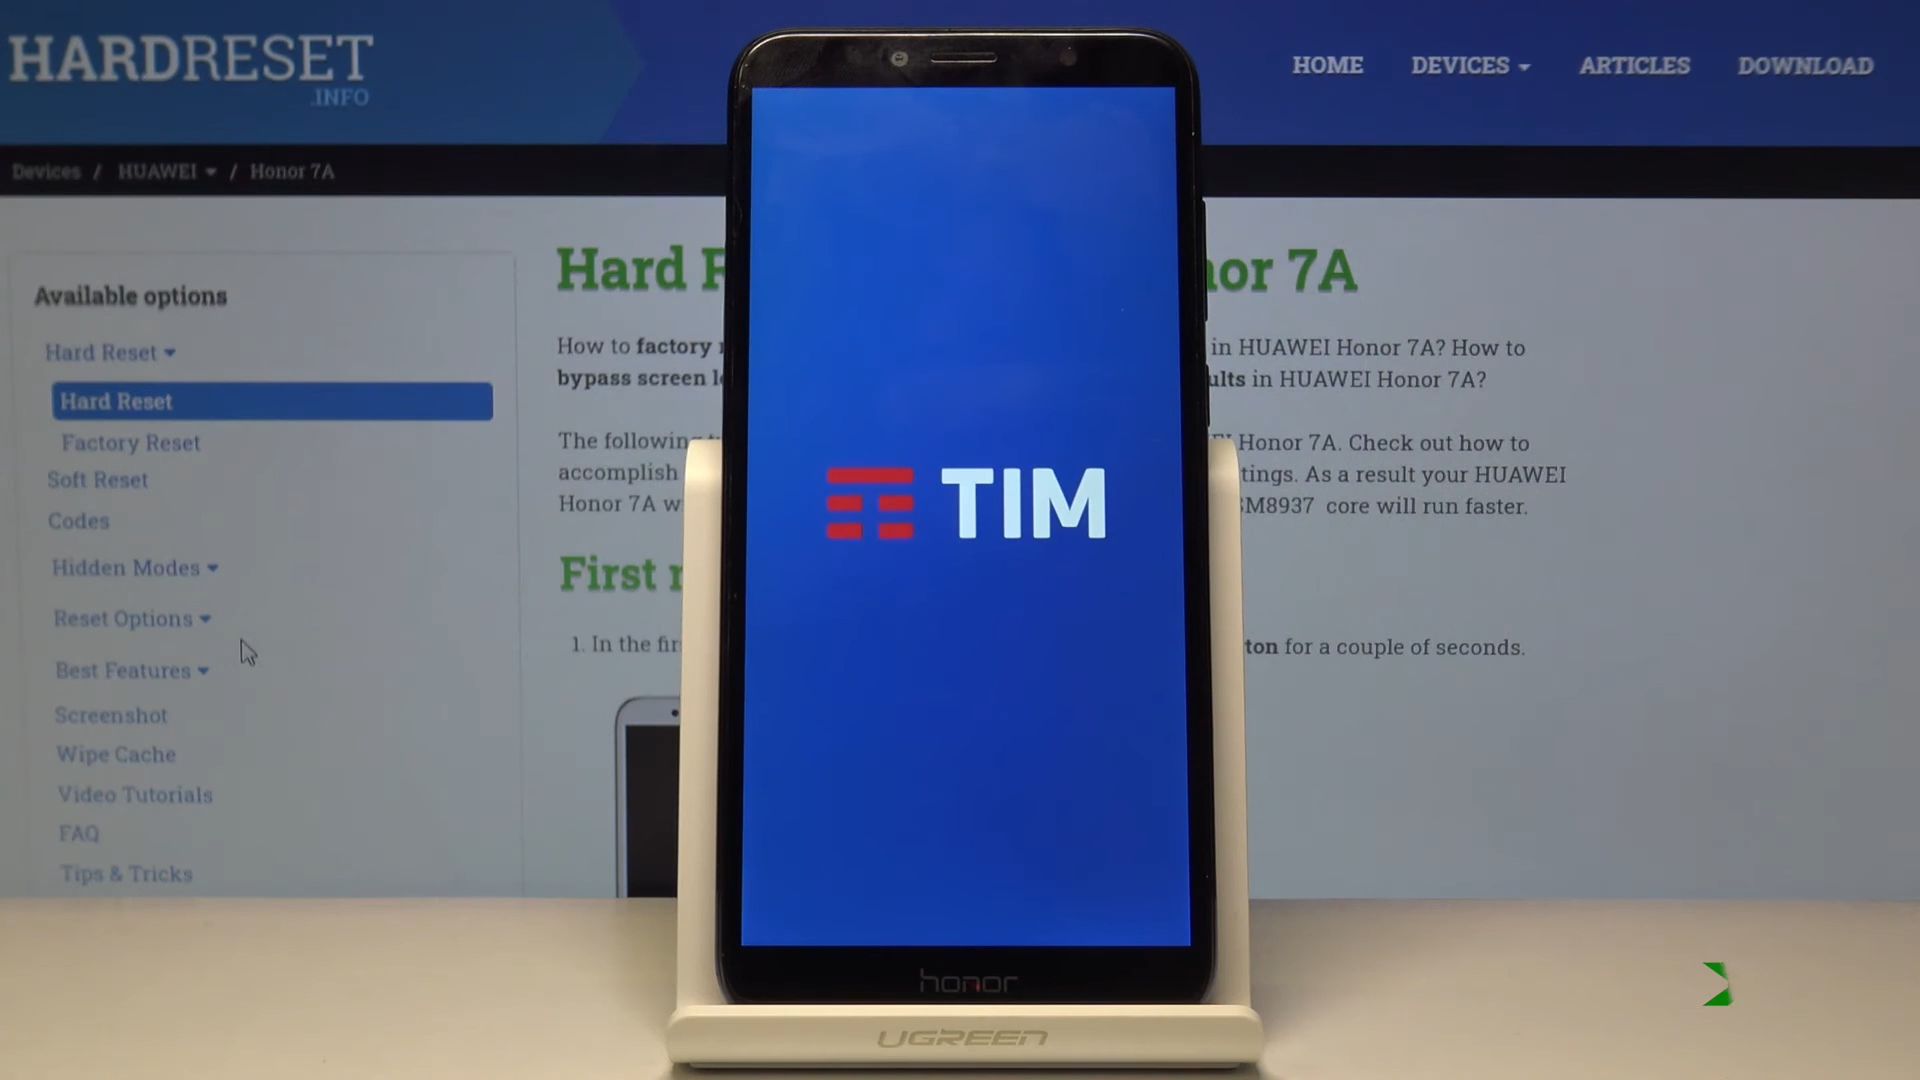 HARDRESET
.INFO
HOME DEVICES ARTICLES DOWNLOAD
Devices / HUAWEI / Honor 7A
Available options
Hard Reset
Hard Reset
Factory Reset
Soft Reset
Codes
Hidden Modes
Reset Options
Best Features
Screenshot
Wipe Cache
Video Tutorials
FAQ
Tips & Tricks
Hard R
nor 7A
How to factory
in HUAWEI Honor 7A? How to
bypass screen
ults in HUAWEI Honor 7A?
The following
Honor 7A. Check out how to
accomplish
tings. As a result your HUAWEI
Honor 7A
SM8937 core will run faster.
First
1. In the fir
ton for a couple of seconds.
TIM
honor
UGREEN